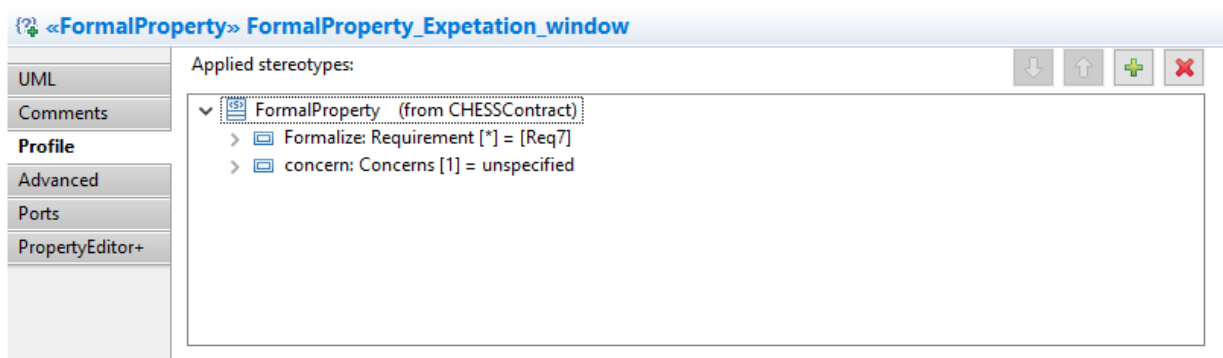 «FormalProperty» FormalProperty_Expetation_window
Applied stereotypes:
UML
Comments
Profile
Advanced
Ports
PropertyEditor+
FormalProperty (from CHESSContract)
Formalize: Requirement [*] = [Req7]
concern: Concerns [1] = unspecified